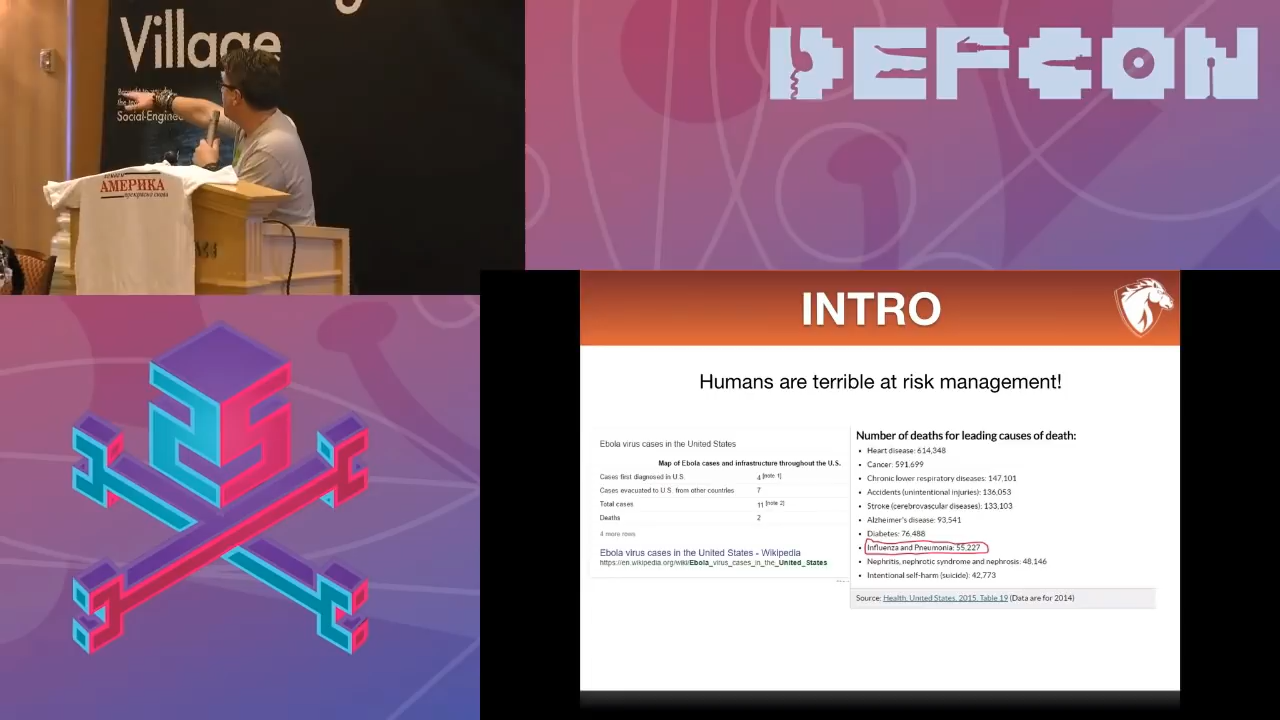 Village
Social-Engine
АМЕРИКА
DEFCON
INTRO
Humans are terrible at risk management!
Ebola virus cases in the United States
Map of Ebola cases and infrastructure throughout the U.S.
Cases first diagnosed in U.S. 4 [note 1]
Cases evacuated to U.S. from other countries 7
Total cases 11 [note 2]
Deaths 2
4 more rows
Ebola virus cases in the United States - Wikipedia
https://en.wikipedia.org/wiki/Ebola_virus_cases_in_the_United_States
Number of deaths for leading causes of death:
Heart disease: 614,348
Cancer: 591,699
Chronic lower respiratory diseases: 147,101
Accidents (unintentional injuries): 136,053
Stroke (cerebrovascular diseases): 133,103
Alzheimer's disease: 93,541
Diabetes: 76,488
Influenza and Pneumonia: 55,227
Nephritis, nephrotic syndrome and nephrosis: 48,146
Intentional self-harm (suicide): 42,773
Source: Health, United States, 2015, Table 19 (Data are for 2014)